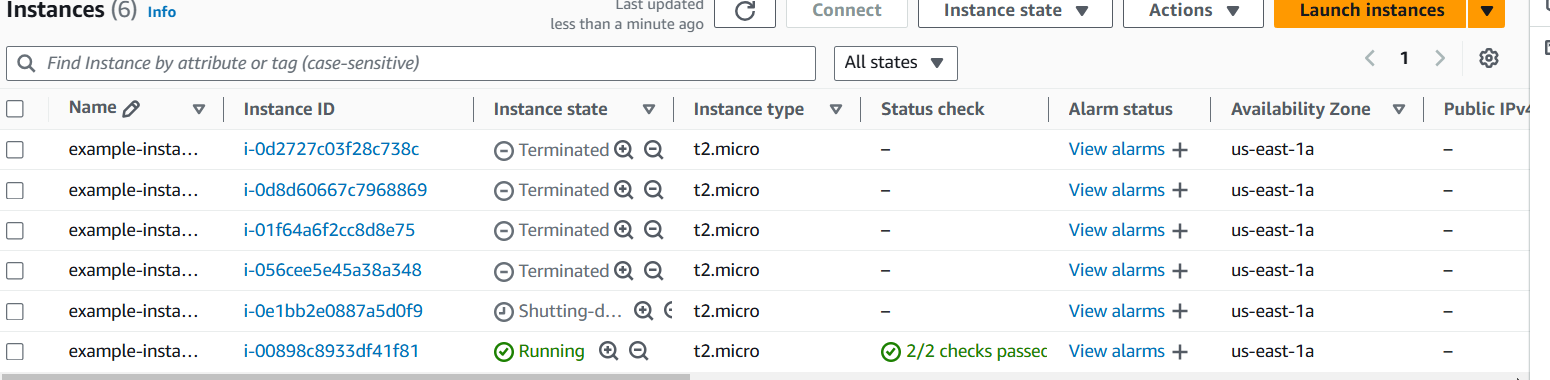 Instances (6) Info
Last updated
less than a minute ago
Connect
Instance state
Actions
Launch instances
Find Instance by attribute or tag (case-sensitive)
All states
1
Name Instance ID Instance state Instance type Status check Alarm status Availability Zone Public IPv4
example-insta... i-0d2727c03f28c738c Terminated t2.micro – View alarms + us-east-1a –
example-insta... i-0d8d60667c7968869 Terminated t2.micro – View alarms + us-east-1a –
example-insta... i-01f64a6f2cc8d8e75 Terminated t2.micro – View alarms + us-east-1a –
example-insta... i-056cee5e45a38a348 Terminated t2.micro – View alarms + us-east-1a –
example-insta... i-0e1bb2e0887a5d0f9 Shutting-d... t2.micro – View alarms + us-east-1a –
example-insta... i-00898c8933df41f81 Running t2.micro 2/2 checks passed View alarms + us-east-1a –